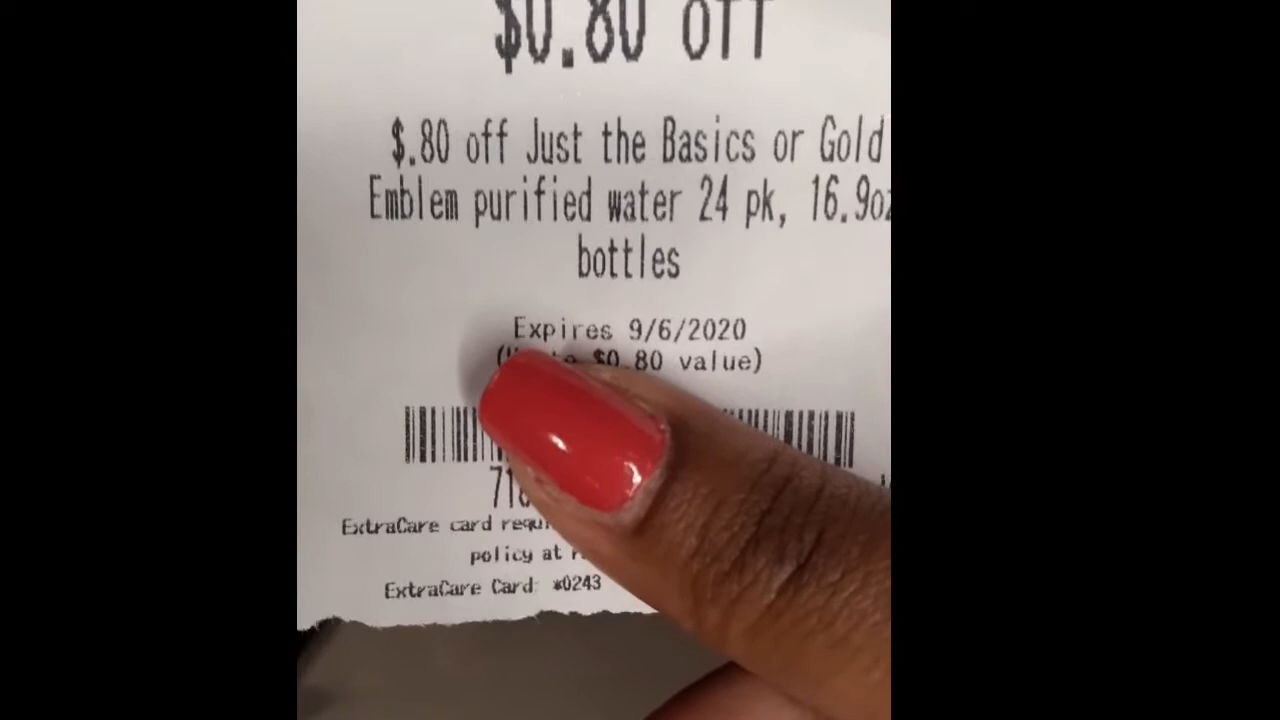 $0.80 off
$.80 off Just the Basics or Gold
Emblem purified water 24 pk, 16.9oz
bottles
Expires 9/6/2020
$0.80 value)
718
ExtraCare card
policy at
ExtraCare Card: *0243